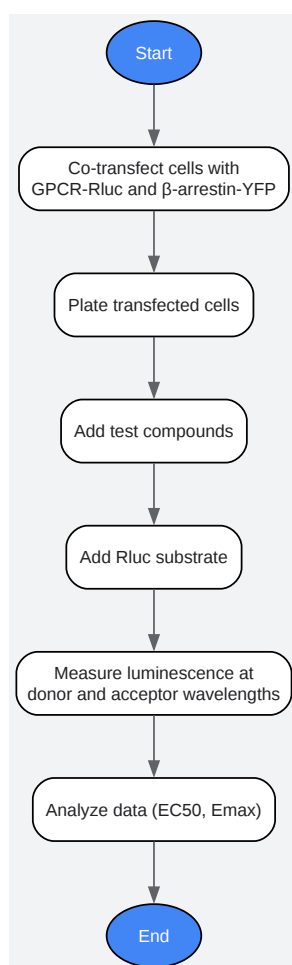 Start
Co-transfect cells with
GPCR-Rluc and β-arrestin-YFP
Plate transfected cells
Add test compounds
Add Rluc substrate
Measure luminescence at
donor and acceptor wavelengths
Analyze data (EC50, Emax)
End